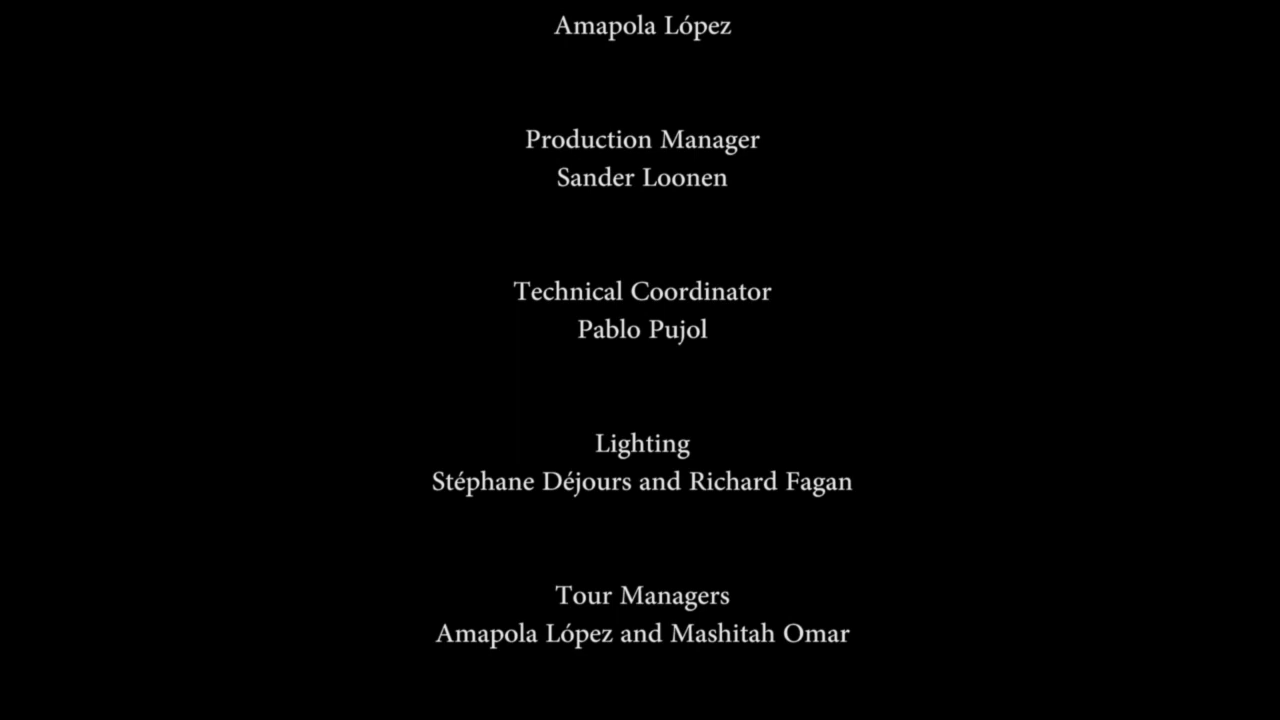 Amapola López
Production Manager
Sander Loonen
Technical Coordinator
Pablo Pujol
Lighting
Stéphane Déjours and Richard Fagan
Tour Managers
Amapola López and Mashitah Omar